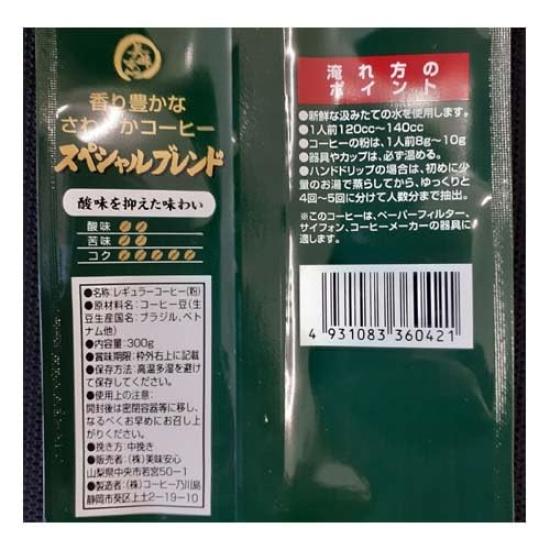 香り豊かな
さわやかコーヒー
スペシャルブレンド
酸味を抑えた味わい
酸味
苦味
コク
●名称:レギュラーコーヒー(粉)
●原材料名:コーヒー豆(生
豆生産国名:ブラジル、ベト
ナム他)
●内容量:300g
●賞味期限:枠外右上に記載
●保存方法:高温多湿を避け
て保存してください。
●使用上の注意:
開封後は密閉容器等に移し、
なるべくお早めにお召し上
がりください。
●挽き方:中挽き
●販売者:(株)美味安心
山梨県中央市若宮50-1
●製造者:(株)コーヒー乃川島
静岡市葵区上土2-19-10
淹れ方の
ポイント
●新鮮な汲みたての水を使用します。
●1人前120cc〜140cc
●コーヒーの粉は、1人前8g〜10g
●器具やカップは、必ず温める。
●ハンドドリップの場合は、初めに少
量のお湯で蒸らしてから、ゆっくりと
4回〜5回に分けて人数分まで抽出。
※このコーヒーは、ペーパーフィルター、
サイフォン、コーヒーメーカーの器具に
適します。
4 931083 360421